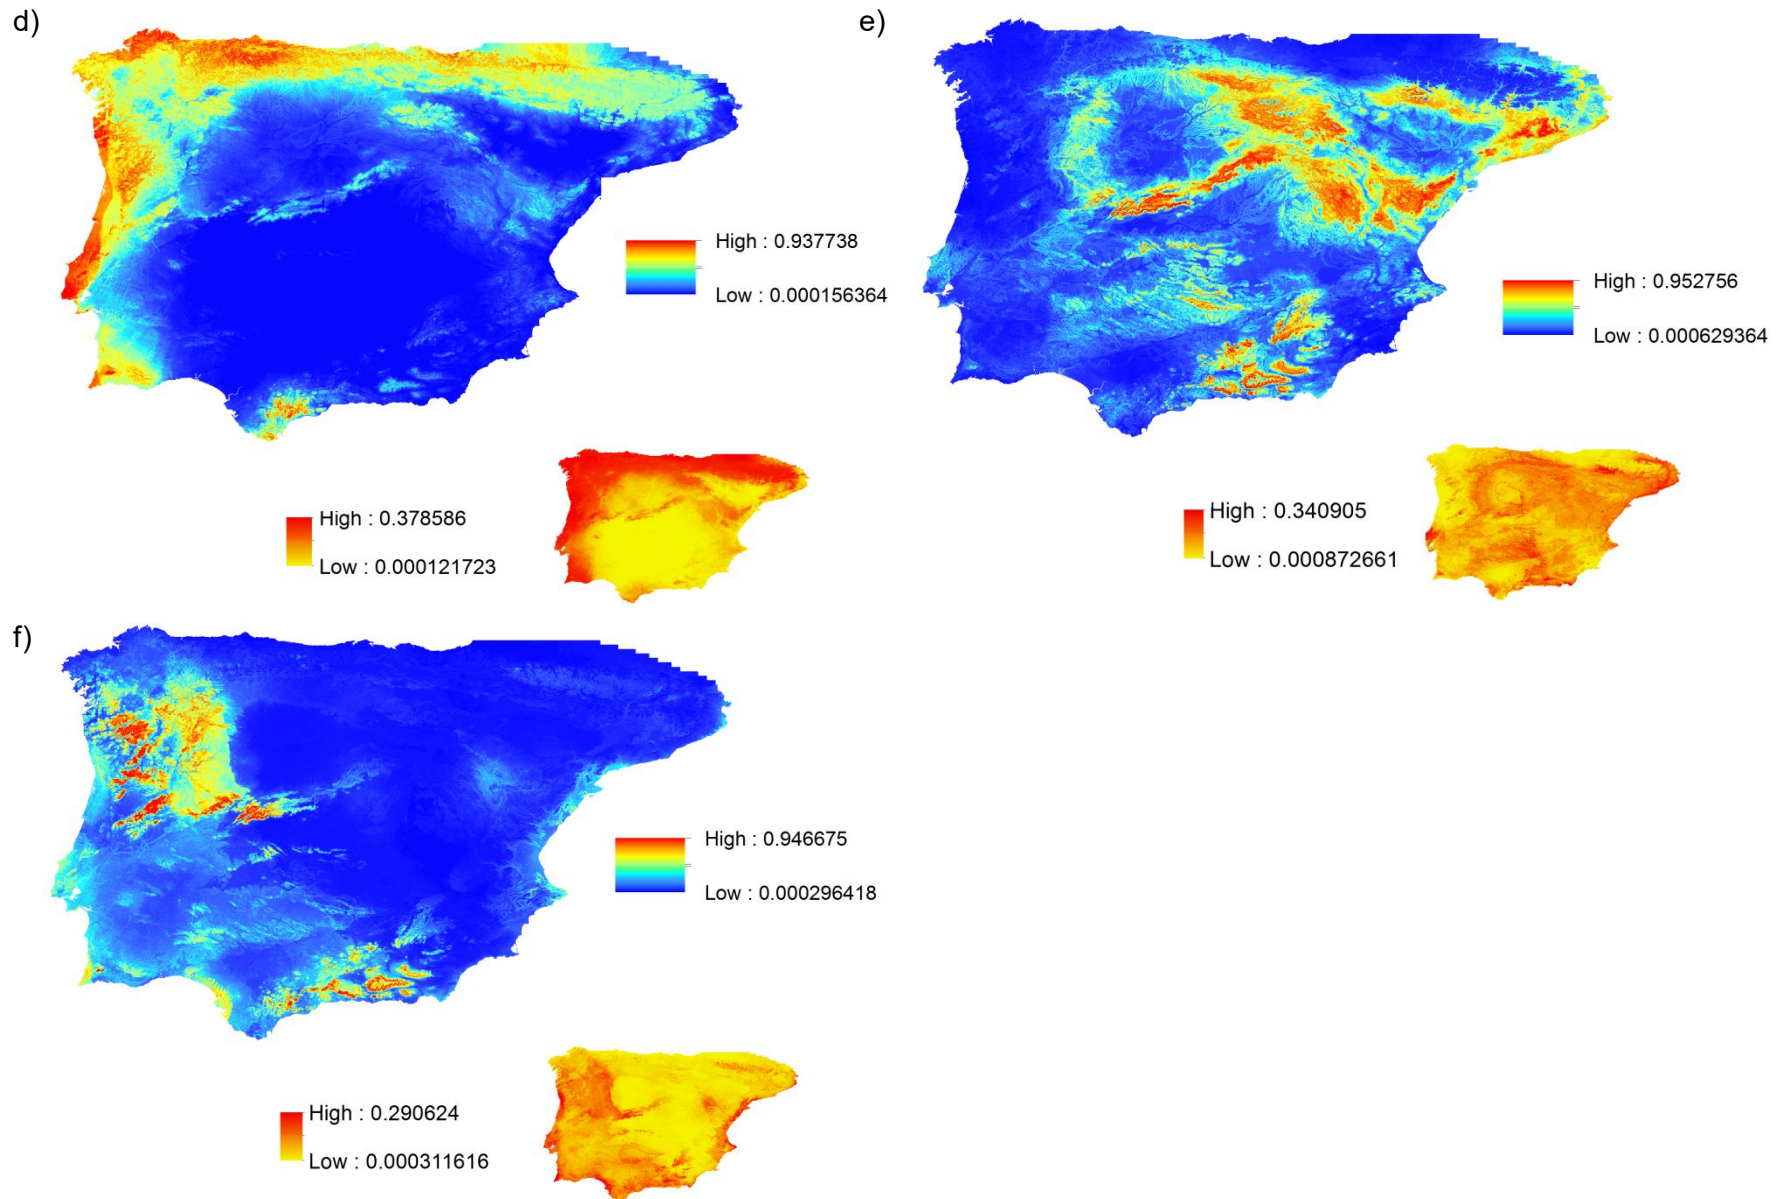 d)
High : 0.937738
Low : 0.000156364
High : 0.378586
Low : 0.000121723
e)
High : 0.952756
Low : 0.000629364
High : 0.340905
Low : 0.000872661
f)
High : 0.946675
Low : 0.000296418
High : 0.290624
Low : 0.000311616